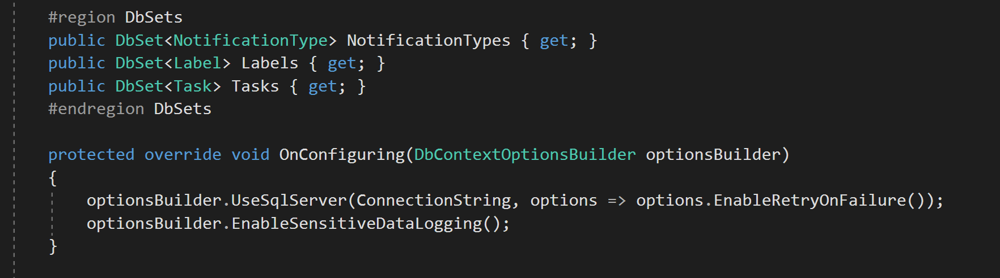 #region DbSets
public DbSet<NotificationType> NotificationTypes { get; }
public DbSet<Label> Labels { get; }
public DbSet<Task> Tasks { get; }
#endregion DbSets
protected override void OnConfiguring(DbContextOptionsBuilder optionsBuilder)
{
optionsBuilder.UseSqlServer(ConnectionString, options => options.EnableRetryOnFailure());
optionsBuilder.EnableSensitiveDataLogging();
}